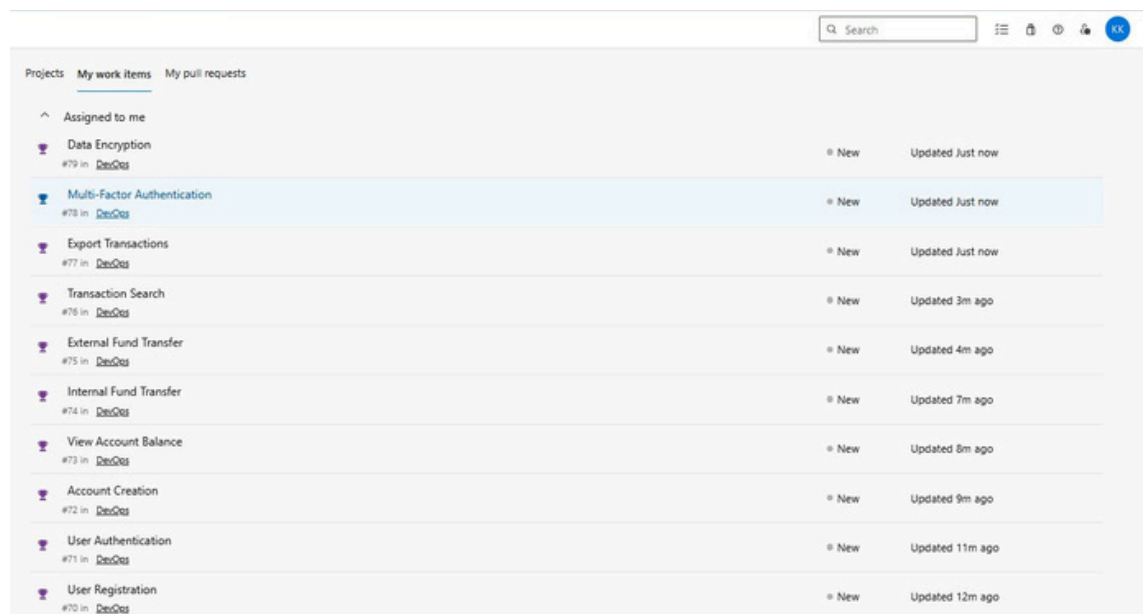 Search
KK
Projects My work items My pull requests
Assigned to me
Data Encryption
#79 in DevOps
New Updated Just now
Multi-Factor Authentication
#78 in DevOps
New Updated Just now
Export Transactions
#77 in DevOps
New Updated Just now
Transaction Search
#76 in DevOps
New Updated 3m ago
External Fund Transfer
#75 in DevOps
New Updated 4m ago
Internal Fund Transfer
#74 in DevOps
New Updated 7m ago
View Account Balance
#73 in DevOps
New Updated 8m ago
Account Creation
#72 in DevOps
New Updated 9m ago
User Authentication
#71 in DevOps
New Updated 11m ago
User Registration
#70 in DevOps
New Updated 12m ago